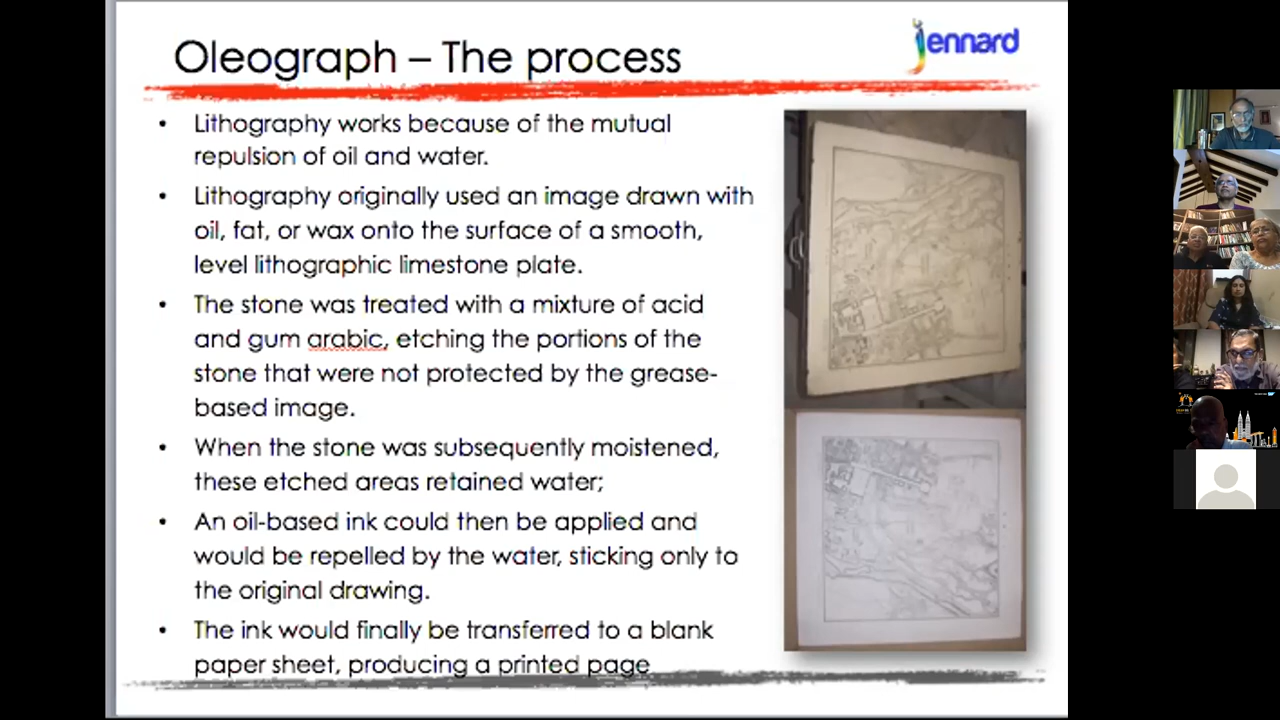 Oleograph – The process
jennard
• Lithography works because of the mutual
repulsion of oil and water.
• Lithography originally used an image drawn with
oil, fat, or wax onto the surface of a smooth,
level lithographic limestone plate.
• The stone was treated with a mixture of acid
and gum arabic, etching the portions of the
stone that were not protected by the grease-
based image.
• When the stone was subsequently moistened,
these etched areas retained water;
• An oil-based ink could then be applied and
would be repelled by the water, sticking only to
the original drawing.
• The ink would finally be transferred to a blank
paper sheet, producing a printed page